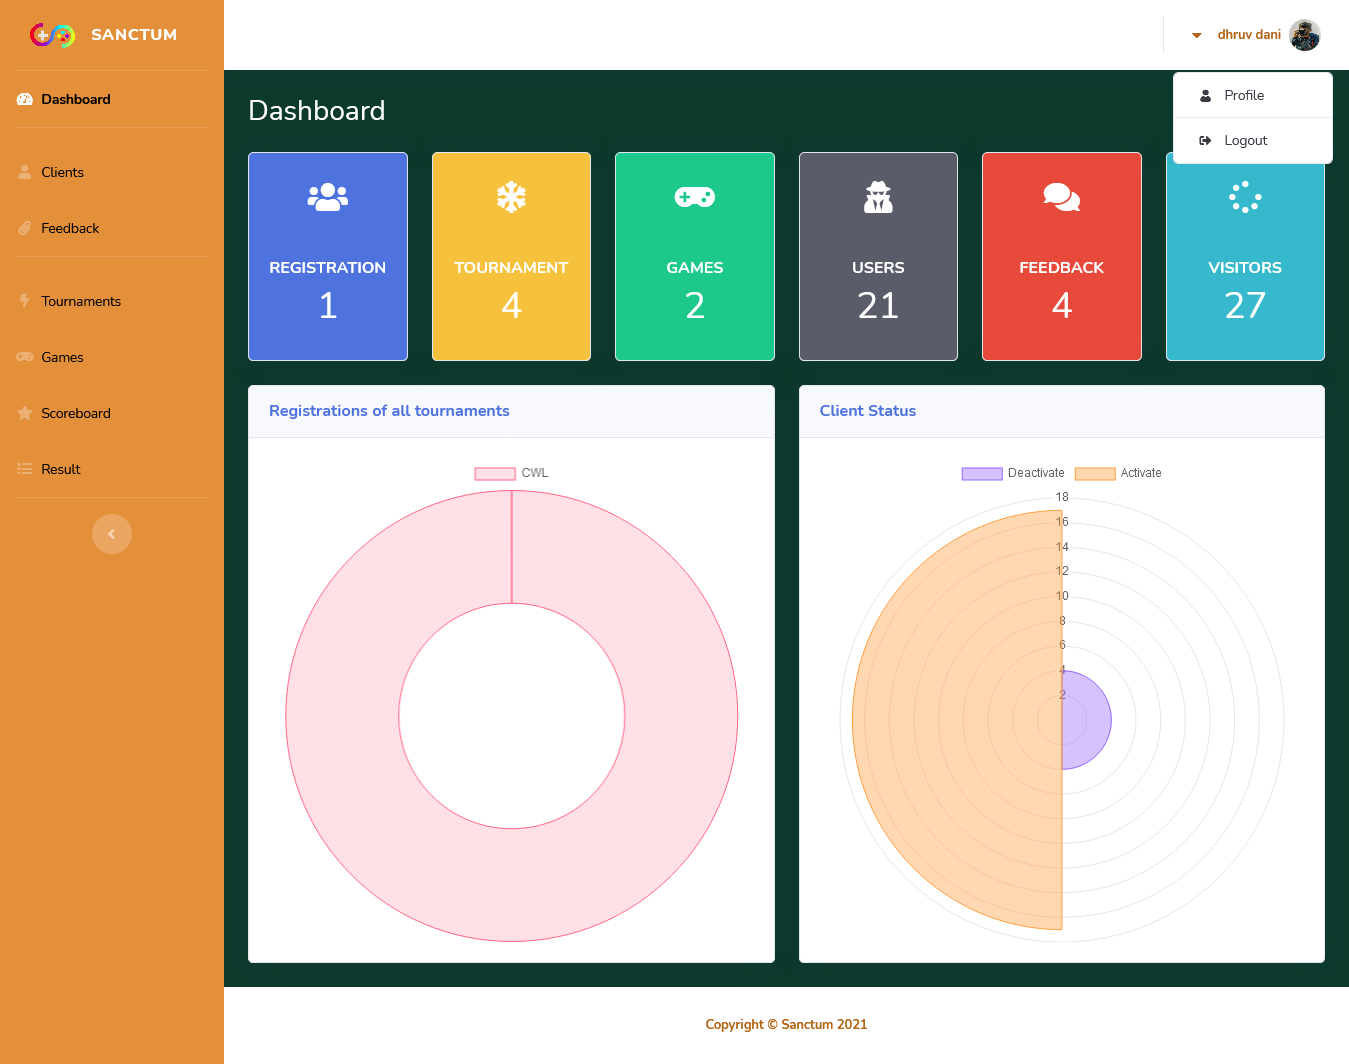 SANCTUM
dhruv dani
Profile
Logout
Dashboard
Clients
Feedback
Tournaments
Games
Scoreboard
Result
Dashboard
REGISTRATION
1
TOURNAMENT
4
GAMES
2
USERS
21
FEEDBACK
4
VISITORS
27
Registrations of all tournaments
CWL
Client Status
Deactivate Activate
18
16
14
12
10
8
6
4
2
Copyright © Sanctum 2021